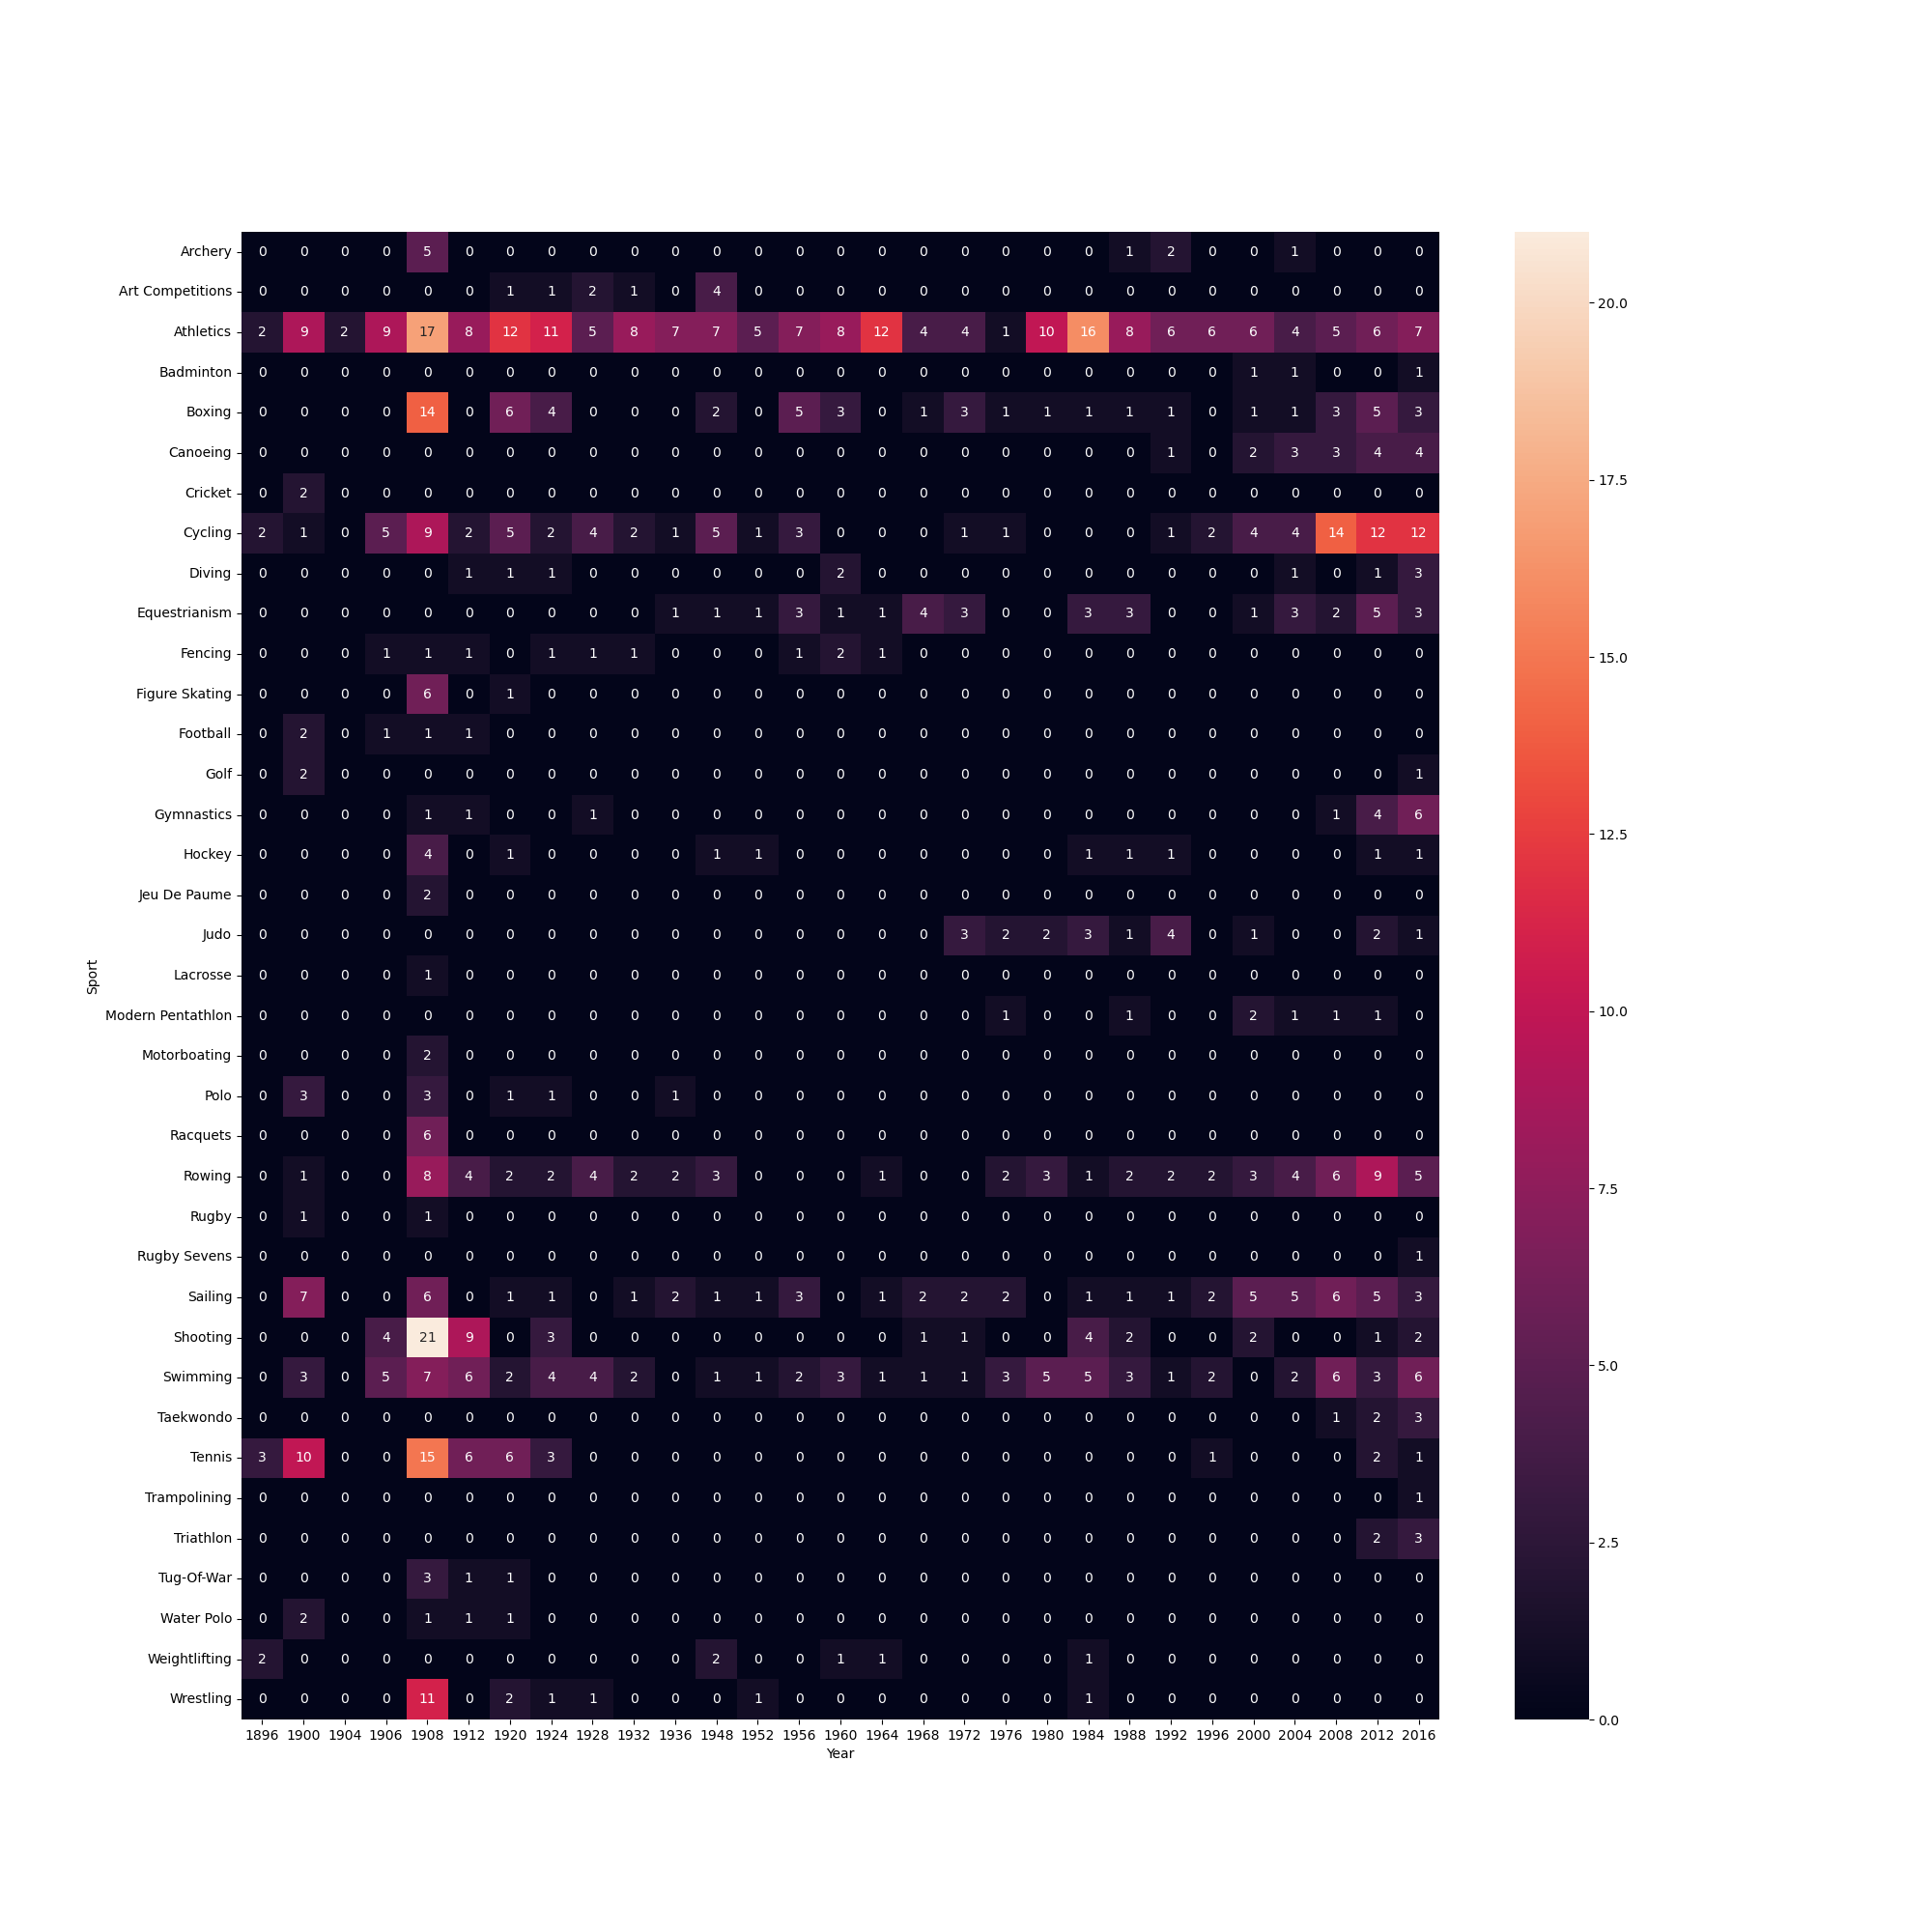 Archery 0 0 0 0 5 0 0 0 0 0 0 0 0 0 0 0 0 0 0 0 0 1 2 0 0 1 0 0 0
Art Competitions 0 0 0 0 0 0 1 1 2 1 0 4 0 0 0 0 0 0 0 0 0 0 0 0 0 0 0 0 0
20.0
Athletics 2 9 2 9 17 8 12 11 5 8 7 7 5 7 8 12 4 4 1 10 16 8 6 6 6 4 5 6 7
Badminton 0 0 0 0 0 0 0 0 0 0 0 0 0 0 0 0 0 0 0 0 0 0 0 0 1 1 0 0 1
Boxing 0 0 0 0 14 0 6 4 0 0 0 2 0 5 3 0 1 3 1 1 1 1 1 0 1 1 3 5 3
Canoeing 0 0 0 0 0 0 0 0 0 0 0 0 0 0 0 0 0 0 0 0 0 0 1 0 2 3 3 4 4
17.5
Cricket 0 2 0 0 0 0 0 0 0 0 0 0 0 0 0 0 0 0 0 0 0 0 0 0 0 0 0 0 0
Cycling 2 1 0 5 9 2 5 2 4 2 1 5 1 3 0 0 0 1 1 0 0 0 1 2 4 4 14 12 12
Diving 0 0 0 0 0 1 1 1 0 0 0 0 0 0 2 0 0 0 0 0 0 0 0 0 0 1 0 1 3
Equestrianism 0 0 0 0 0 0 0 0 0 0 1 1 1 3 1 1 4 3 0 0 3 3 0 0 1 3 2 5 3
Fencing 0 0 0 1 1 1 0 1 1 1 0 0 0 1 2 1 0 0 0 0 0 0 0 0 0 0 0 0 0
15.0
Figure Skating 0 0 0 0 6 0 1 0 0 0 0 0 0 0 0 0 0 0 0 0 0 0 0 0 0 0 0 0 0
Football 0 2 0 1 1 1 0 0 0 0 0 0 0 0 0 0 0 0 0 0 0 0 0 0 0 0 0 0 0
Golf 0 2 0 0 0 0 0 0 0 0 0 0 0 0 0 0 0 0 0 0 0 0 0 0 0 0 0 0 1
Gymnastics 0 0 0 0 1 1 0 0 1 0 0 0 0 0 0 0 0 0 0 0 0 0 0 0 0 0 1 4 6
12.5
Hockey 0 0 0 0 4 0 1 0 0 0 0 1 1 0 0 0 0 0 0 0 1 1 1 0 0 0 0 1 1
Jeu De Paume 0 0 0 0 2 0 0 0 0 0 0 0 0 0 0 0 0 0 0 0 0 0 0 0 0 0 0 0 0
Judo 0 0 0 0 0 0 0 0 0 0 0 0 0 0 0 0 0 3 2 2 3 1 4 0 1 0 0 2 1
Lacrosse 0 0 0 0 1 0 0 0 0 0 0 0 0 0 0 0 0 0 0 0 0 0 0 0 0 0 0 0 0
Sport
10.0
Modern Pentathlon 0 0 0 0 0 0 0 0 0 0 0 0 0 0 0 0 0 0 1 0 0 1 0 0 2 1 1 1 0
Motorboating 0 0 0 0 2 0 0 0 0 0 0 0 0 0 0 0 0 0 0 0 0 0 0 0 0 0 0 0 0
Polo 0 3 0 0 3 0 1 1 0 0 1 0 0 0 0 0 0 0 0 0 0 0 0 0 0 0 0 0 0
Racquets 0 0 0 0 6 0 0 0 0 0 0 0 0 0 0 0 0 0 0 0 0 0 0 0 0 0 0 0 0
Rowing 0 1 0 0 8 4 2 2 4 2 2 3 0 0 0 1 0 0 2 3 1 2 2 2 3 4 6 9 5
7.5
Rugby 0 1 0 0 1 0 0 0 0 0 0 0 0 0 0 0 0 0 0 0 0 0 0 0 0 0 0 0 0
Rugby Sevens 0 0 0 0 0 0 0 0 0 0 0 0 0 0 0 0 0 0 0 0 0 0 0 0 0 0 0 0 1
Sailing 0 7 0 0 6 0 1 1 0 1 2 1 1 3 0 1 2 2 2 0 1 1 1 2 5 5 6 5 3
Shooting 0 0 0 4 21 9 0 3 0 0 0 0 0 0 0 0 1 1 0 0 4 2 0 0 2 0 0 1 2
5.0
Swimming 0 3 0 5 7 6 2 4 4 2 0 1 1 2 3 1 1 1 3 5 5 3 1 2 0 2 6 3 6
Taekwondo 0 0 0 0 0 0 0 0 0 0 0 0 0 0 0 0 0 0 0 0 0 0 0 0 0 0 1 2 3
Tennis 3 10 0 0 15 6 6 3 0 0 0 0 0 0 0 0 0 0 0 0 0 0 0 1 0 0 0 2 1
Trampolining 0 0 0 0 0 0 0 0 0 0 0 0 0 0 0 0 0 0 0 0 0 0 0 0 0 0 0 0 1
Triathlon 0 0 0 0 0 0 0 0 0 0 0 0 0 0 0 0 0 0 0 0 0 0 0 0 0 0 0 2 3
2.5
Tug-Of-War 0 0 0 0 3 1 1 0 0 0 0 0 0 0 0 0 0 0 0 0 0 0 0 0 0 0 0 0 0
Water Polo 0 2 0 0 1 1 1 0 0 0 0 0 0 0 0 0 0 0 0 0 0 0 0 0 0 0 0 0 0
Weightlifting 2 0 0 0 0 0 0 0 0 0 0 2 0 0 1 1 0 0 0 0 1 0 0 0 0 0 0 0 0
Wrestling 0 0 0 0 11 0 2 1 1 0 0 0 1 0 0 0 0 0 0 0 1 0 0 0 0 0 0 0 0
0.0
1896 1900 1904 1906 1908 1912 1920 1924 1928 1932 1936 1948 1952 1956 1960 1964 1968 1972 1976 1980 1984 1988 1992 1996 2000 2004 2008 2012 2016
Year